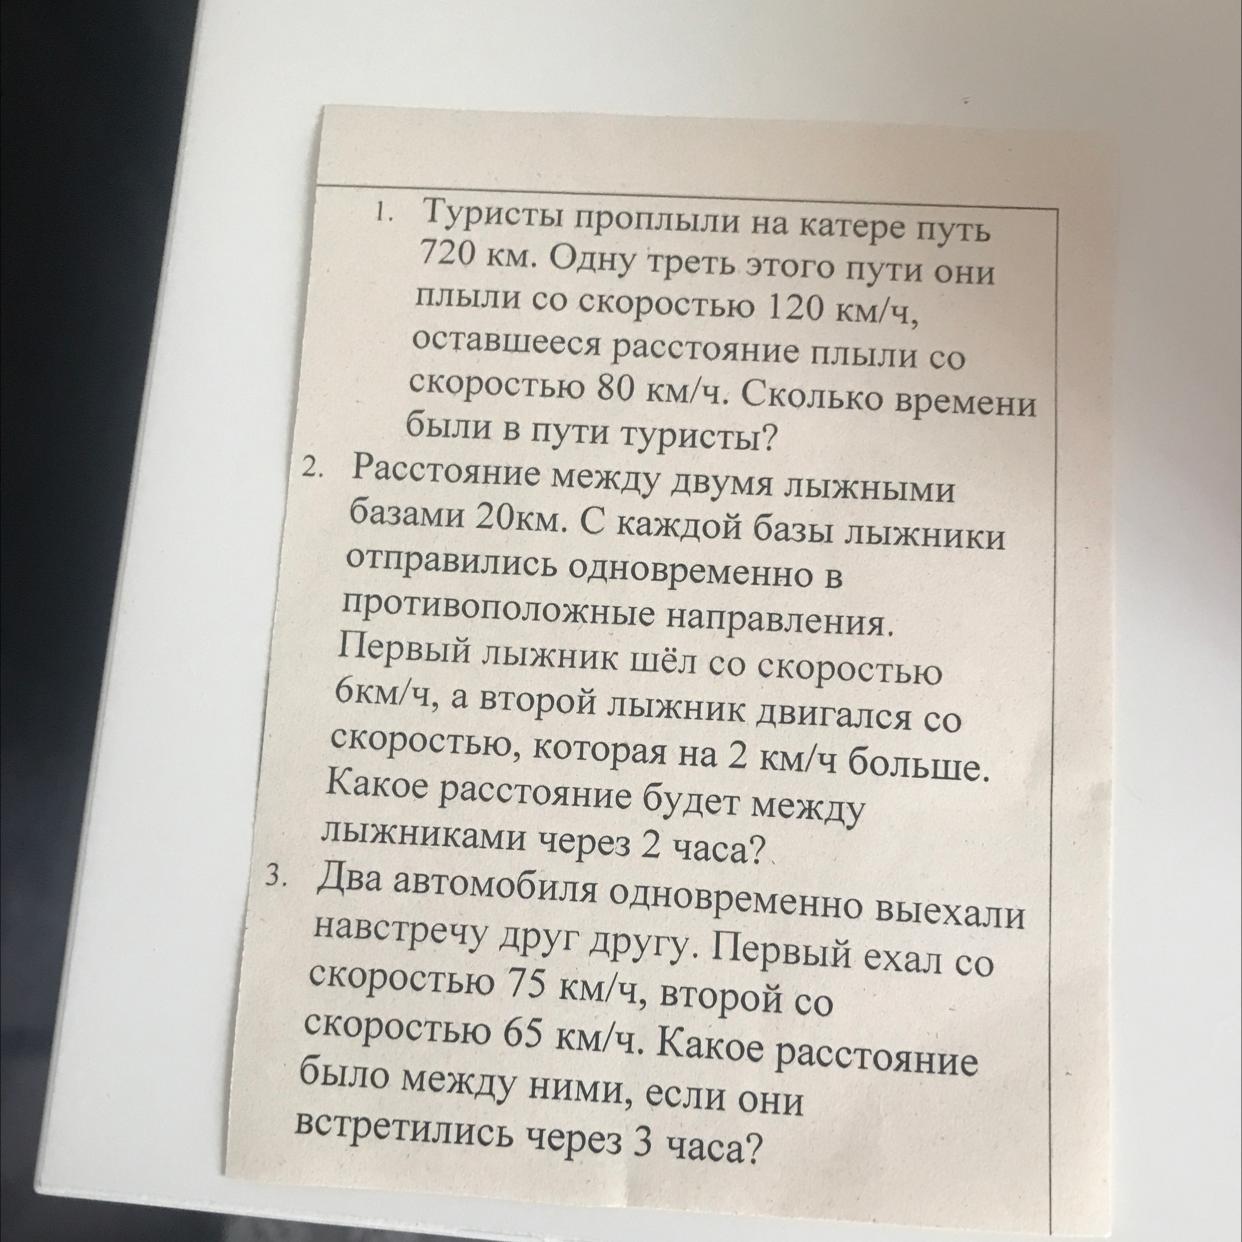 1. Туристы проплыли на катере путь
720 км. Одну треть этого пути они
плыли со скоростью 120 км/ч,
оставшееся расстояние плыли со
скоростью 80 км/ч. Сколько времени
были в пути туристы?
2. Расстояние между двумя лыжными
базами 20км. С каждой базы лыжники
отправились одновременно в
противоположные направления.
Первый лыжник шёл со скоростью
6км/ч, а второй лыжник двигался со
скоростью, которая на 2 км/ч больше.
Какое расстояние будет между
лыжниками через 2 часа?
3. Два автомобиля одновременно выехали
навстречу друг другу. Первый ехал со
скоростью 75 км/ч, второй со
скоростью 65 км/ч. Какое расстояние
было между ними, если они
встретились через 3 часа?